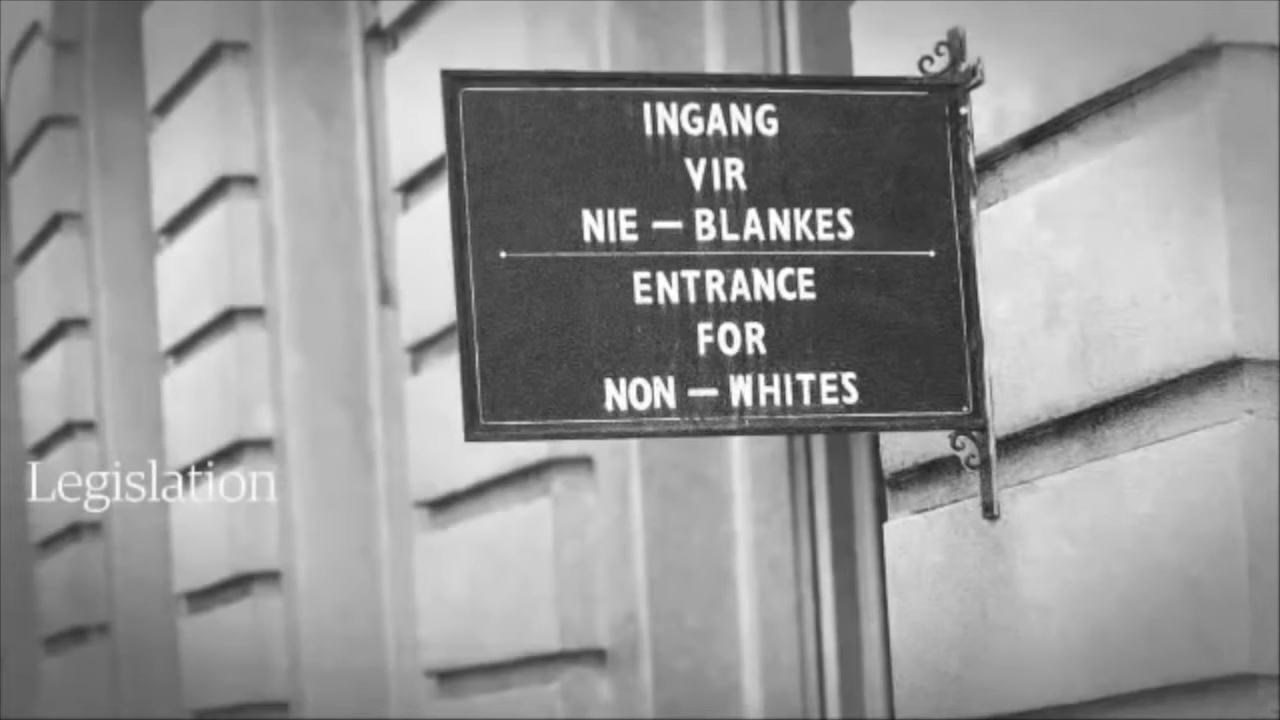 INGANG
VIR
NIE — BLANKES
ENTRANCE
FOR
NON — WHITES
Legislation